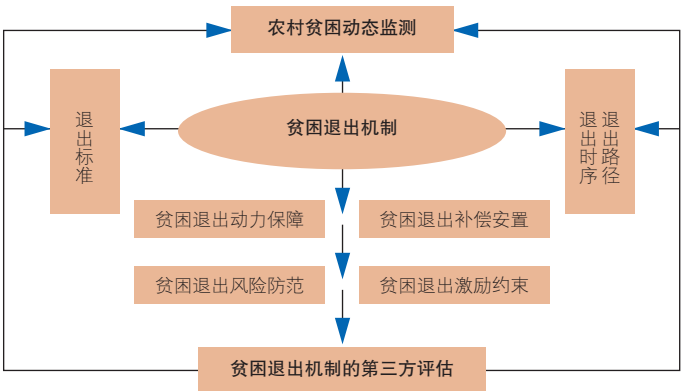 农村贫困动态监测
退出标准
贫困退出机制
退出路径
退出时序
贫困退出动力保障
贫困退出补偿安置
贫困退出风险防范
贫困退出激励约束
贫困退出机制的第三方评估